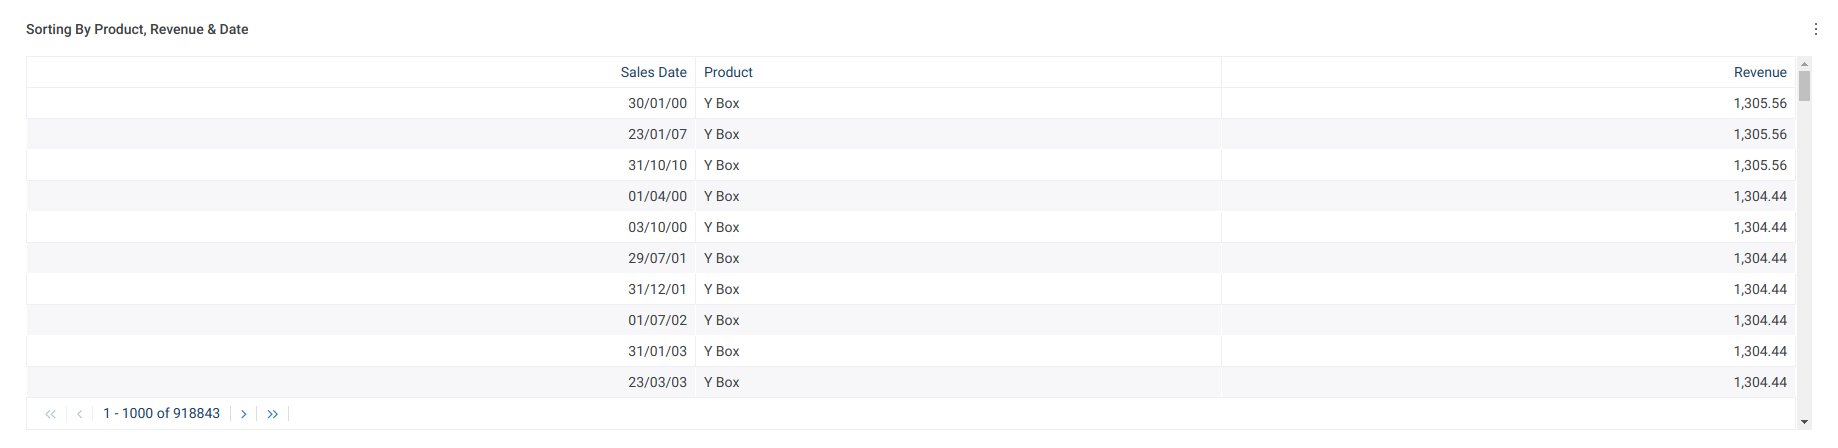 Sorting By Product, Revenue & Date
Sales Date Product Revenue
30/01/00 Y Box 1,305.56
23/01/07 Y Box 1,305.56
31/10/10 Y Box 1,305.56
01/04/00 Y Box 1,304.44
03/10/00 Y Box 1,304.44
29/07/01 Y Box 1,304.44
31/12/01 Y Box 1,304.44
01/07/02 Y Box 1,304.44
31/01/03 Y Box 1,304.44
23/03/03 Y Box 1,304.44
1 - 1000 of 918843